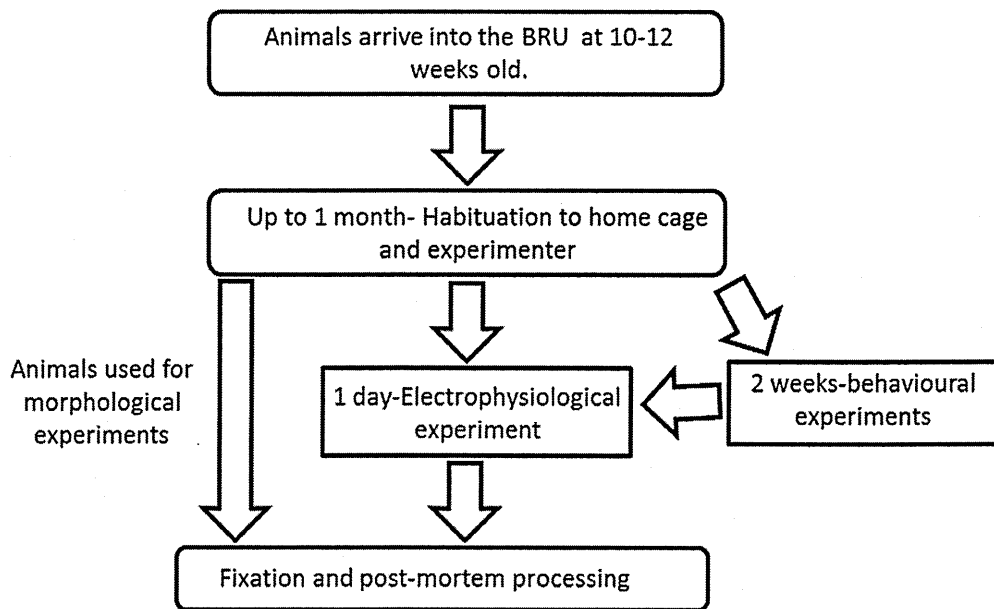 Animals arrive into the BRU at 10-12
weeks old.
Up to 1 month- Habituation to home cage
and experimenter
Animals used for
morphological
experiments
1 day-Electrophysiological
experiment
2 weeks-behavioural
experiments
Fixation and post-mortem processing